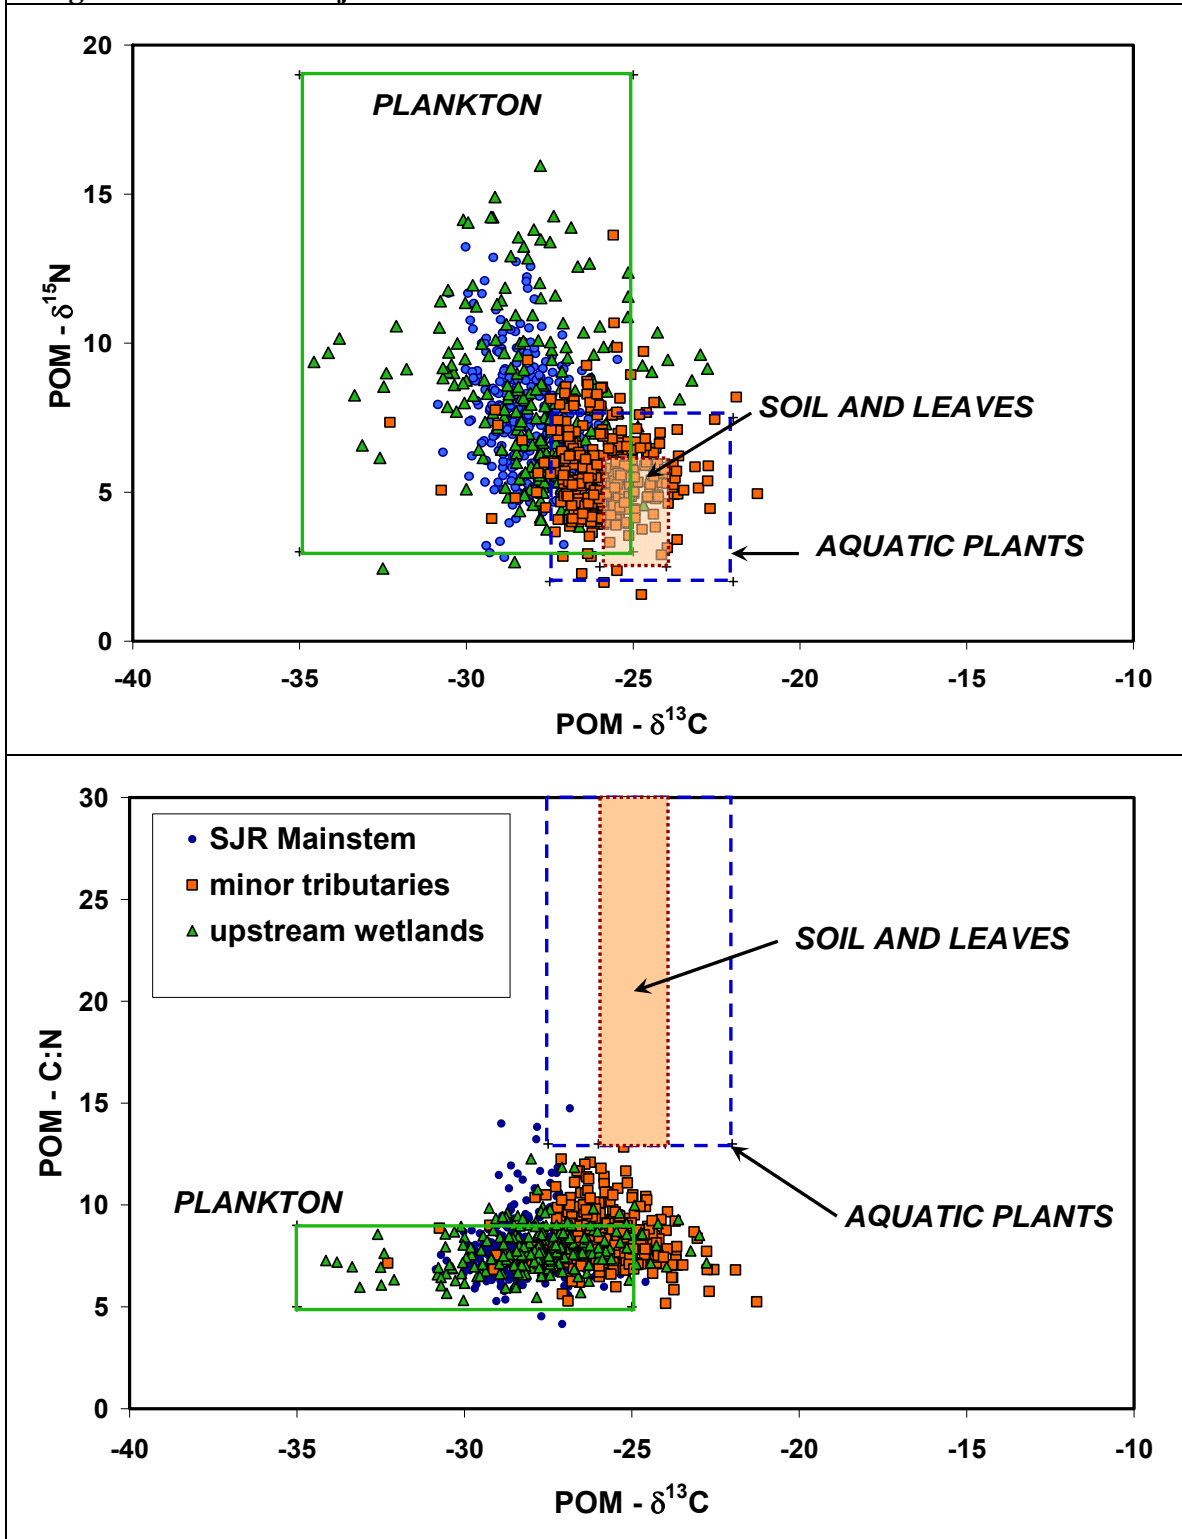 20
PLANKTON
15
POM - δ¹⁵N
10
SOIL AND LEAVES
5
AQUATIC PLANTS
0
-40 -35 -30 -25 -20 -15 -10
POM - δ¹³C
30
SJR Mainstem
minor tributaries
25
upstream wetlands
SOIL AND LEAVES
20
POM - C:N
15
PLANKTON
10
AQUATIC PLANTS
5
0
-40 -35 -30 -25 -20 -15 -10
POM - δ¹³C